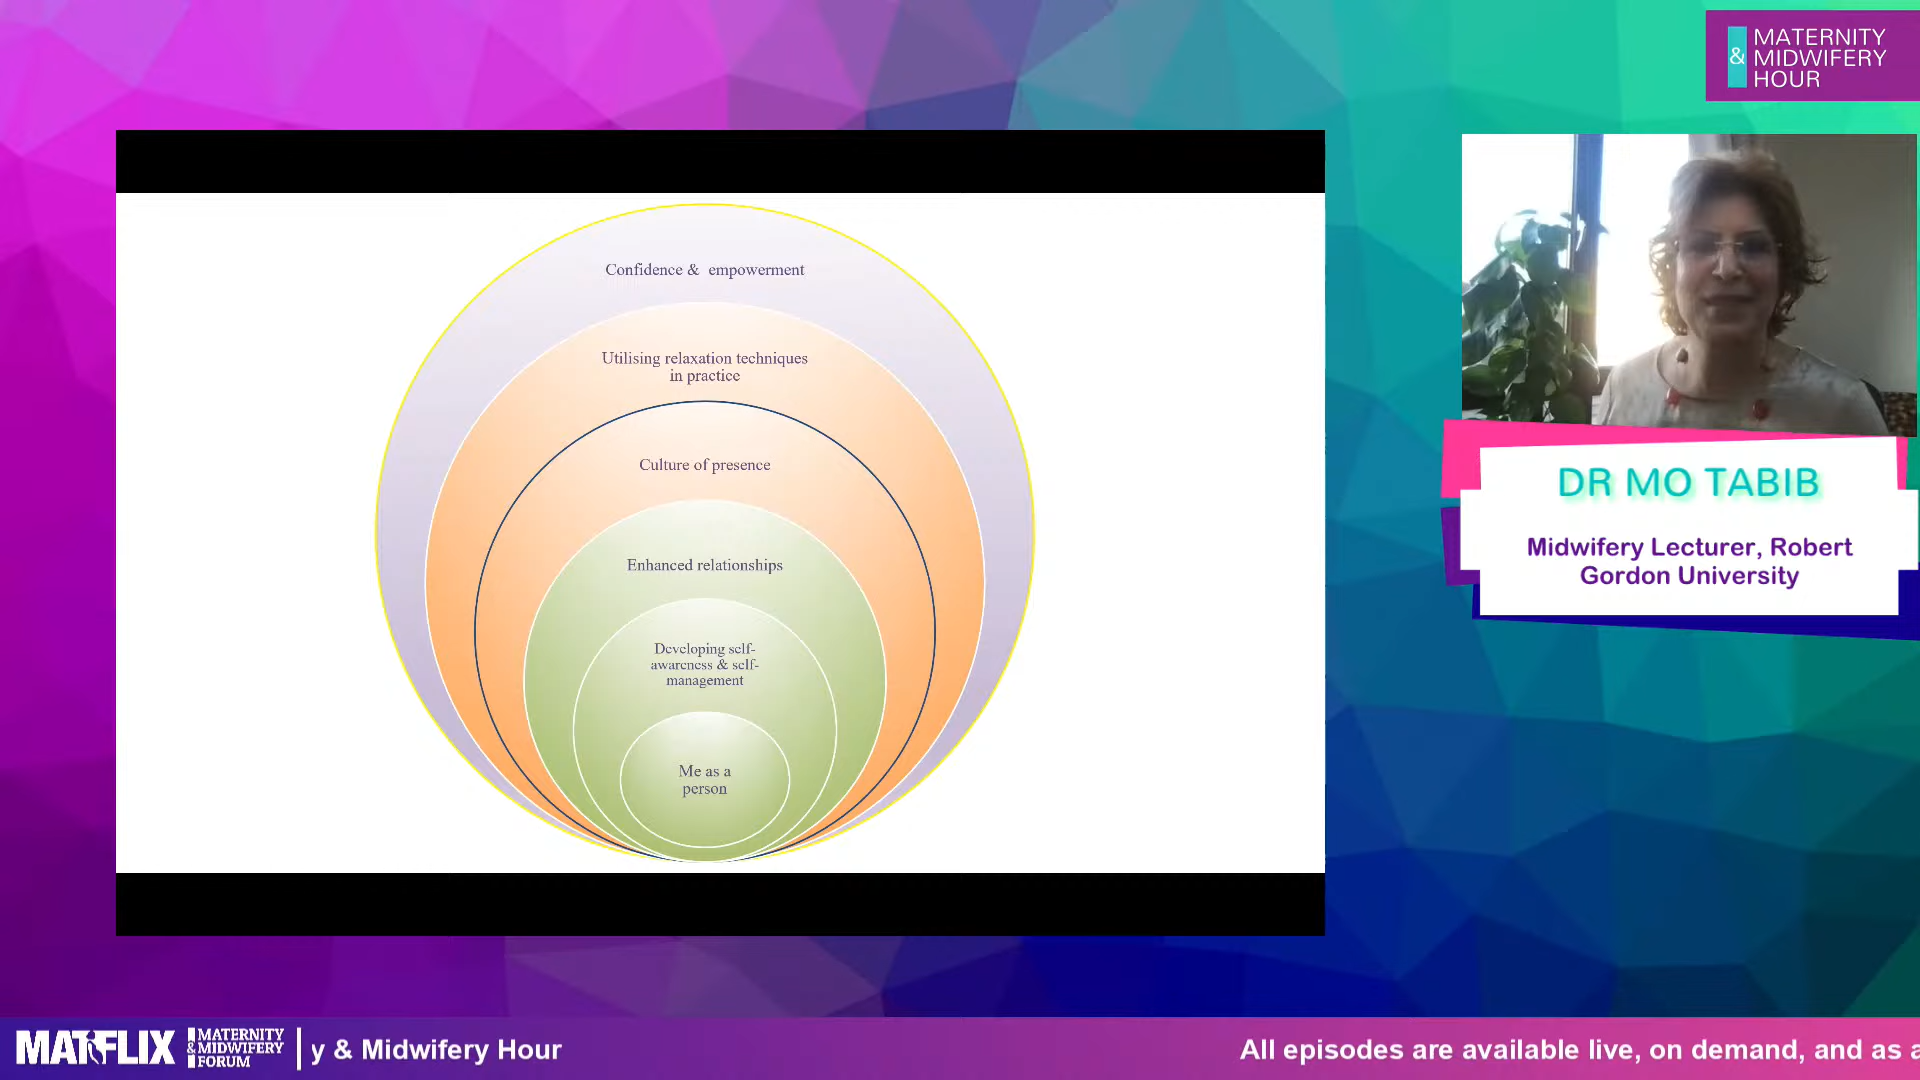 MATERNITY
& MIDWIFERY
HOUR
Confidence & empowerment
Utilising relaxation techniques
in practice
Culture of presence
Enhanced relationships
Developing self-
awareness & self-
management
Me as a
person
DR MO TABIB
Midwifery Lecturer, Robert
Gordon University
MATFLIX
MATERNITY
& MIDWIFERY
FORUM
y & Midwifery Hour
All episodes are available live, on demand, and as a